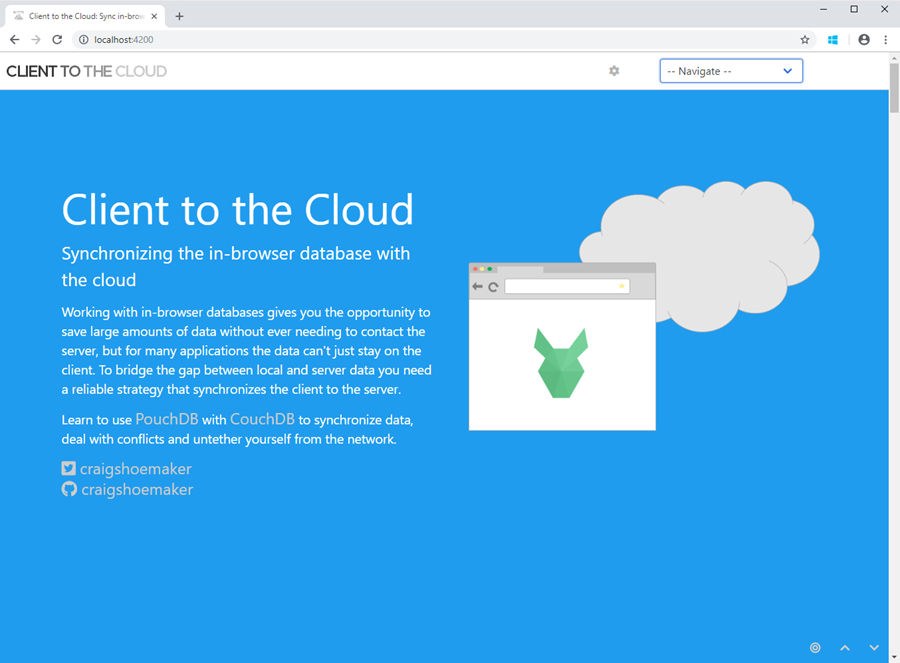 Client to the Cloud: Sync in-brow
localhost:4200
CLIENT TO THE CLOUD
-- Navigate --
Client to the Cloud
Synchronizing the in-browser database with
the cloud
Working with in-browser databases gives you the opportunity to
save large amounts of data without ever needing to contact the
server, but for many applications the data can't just stay on the
client. To bridge the gap between local and server data you need
a reliable strategy that synchronizes the client to the server.
Learn to use PouchDB with CouchDB to synchronize data,
deal with conflicts and untether yourself from the network.
craigshoemaker
craigshoemaker